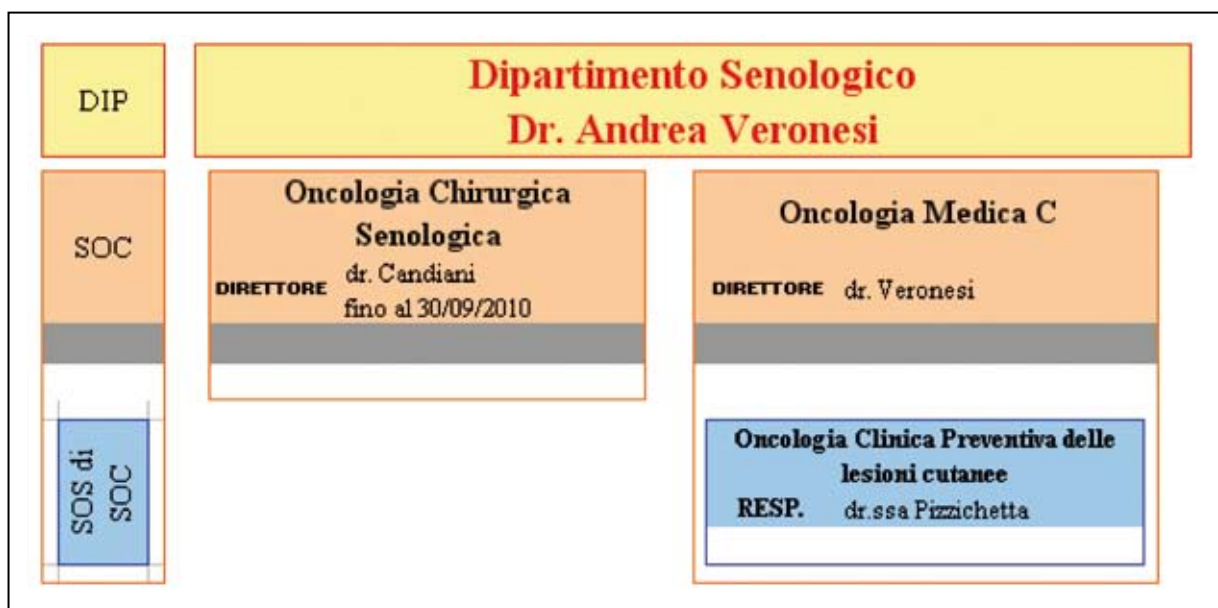 DIP
Dipartimento Senologico
Dr. Andrea Veronesi
SOC
Oncologia Chirurgica
Senologica
DIRETTORE dr. Candiani
fino al 30/09/2010
Oncologia Medica C
DIRETTORE dr. Veronesi
SOS di
SOC
Oncologia Clinica Preventiva delle
lesioni cutanee
RESP. dr.ssa Pizzichetta